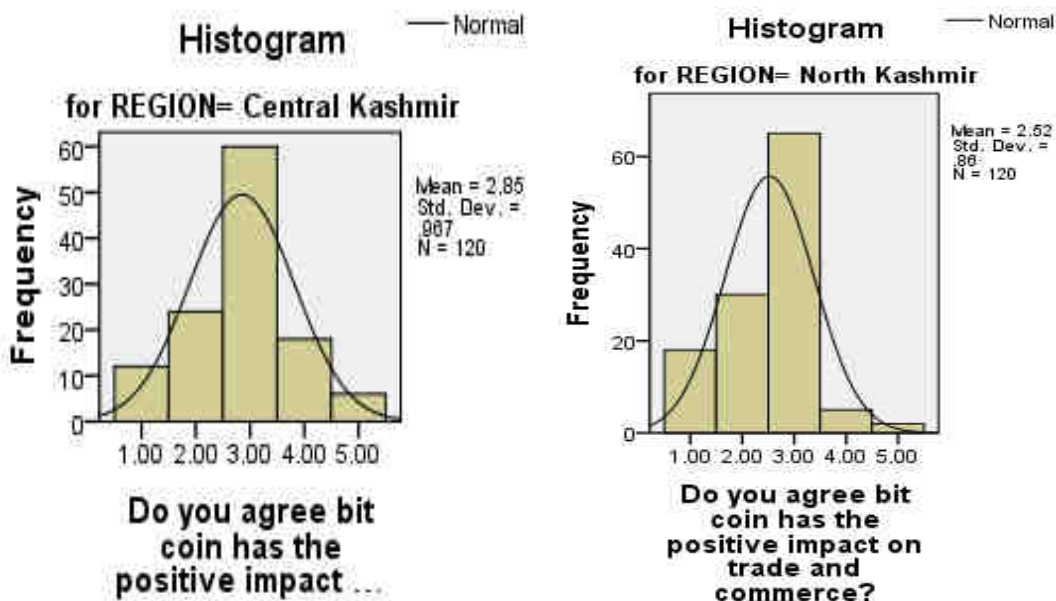 Histogram
Normal
for REGION= Central Kashmir
Frequency
60
50
40
30
20
10
0
1.00 2.00 3.00 4.00 5.00
Mean = 2.85
Std. Dev. =
.967
N = 120
Do you agree bit
coin has the
positive impact ...
Histogram
Normal
for REGION= North Kashmir
Frequency
60
40
20
0
1.00 2.00 3.00 4.00 5.00
Mean = 2.52
Std. Dev. =
N = 120
Do you agree bit
coin has the
positive impact on
trade and
commerce?